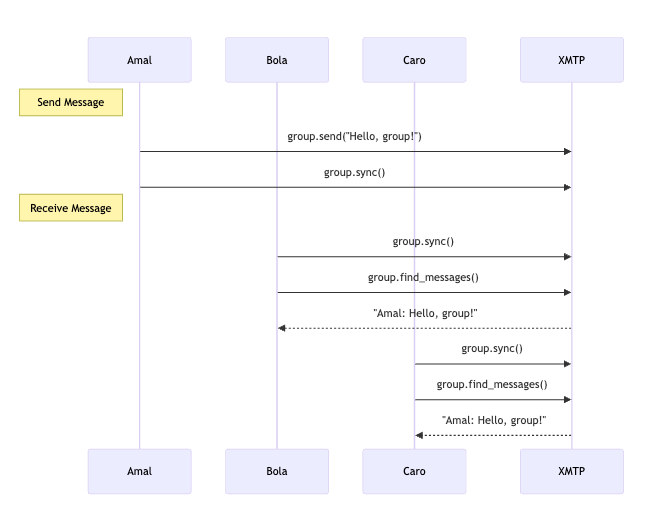 Amal
Bola
Caro
XMTP
Send Message
group.send("Hello, group!")
group.sync()
Receive Message
group.sync()
group.find_messages()
"Amal: Hello, group!"
group.sync()
group.find_messages()
"Amal: Hello, group!"
Amal
Bola
Caro
XMTP